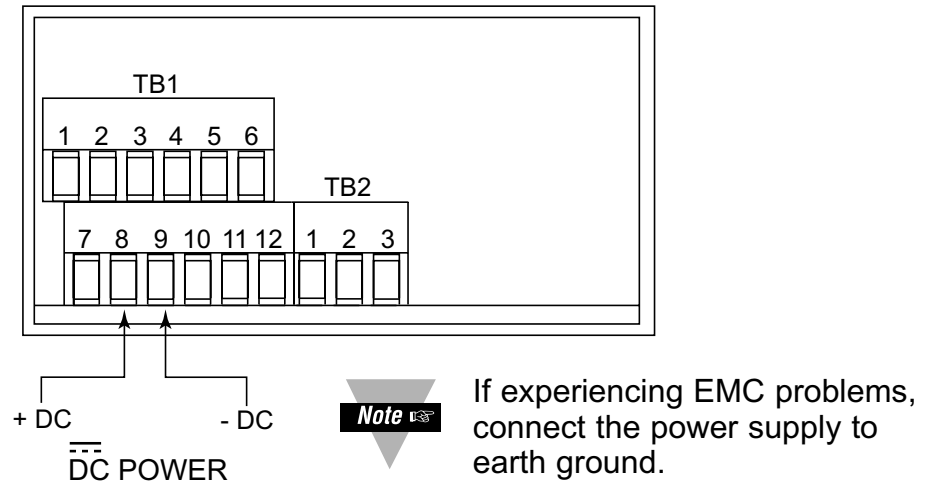 TB1
1 2 3 4 5 6
TB2
7 8 9 10 11 12 1 2 3
+ DC - DC
DC POWER
Note
If experiencing EMC problems,
connect the power supply to
earth ground.